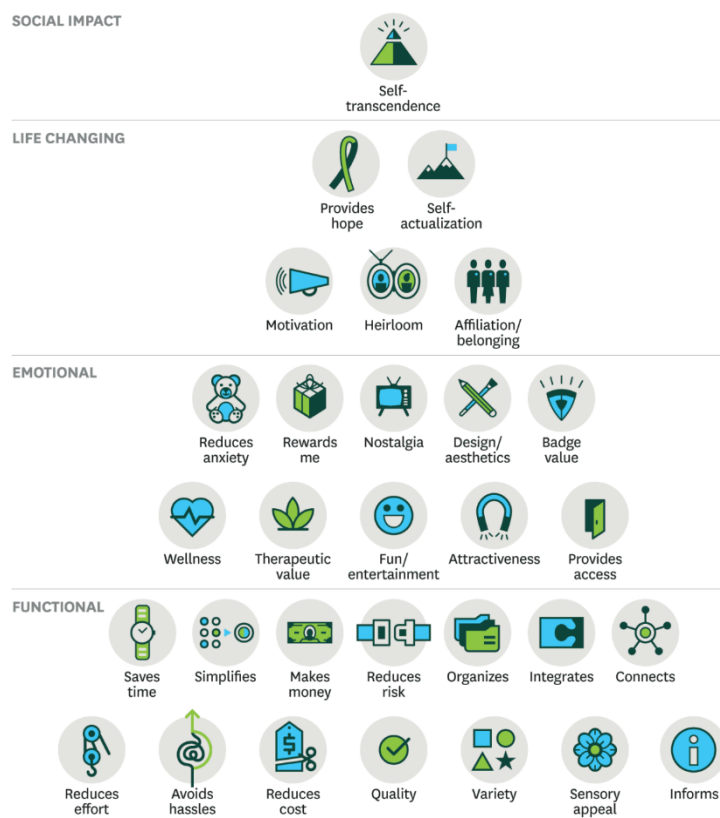 SOCIAL IMPACT
Self-
transcendence
LIFE CHANGING
Provides
hope
Self-
actualization
Motivation
Heirloom
Affiliation/
belonging
EMOTIONAL
Reduces
anxiety
Rewards
me
Nostalgia
Design/
aesthetics
Badge
value
Wellness
Therapeutic
value
Fun/
entertainment
Attractiveness
Provides
access
FUNCTIONAL
Saves
time
Simplifies
Makes
money
Reduces
risk
Organizes
Integrates
Connects
$
Reduces
effort
Avoids
hassles
Reduces
cost
Quality
Variety
Sensory
appeal
i
Informs